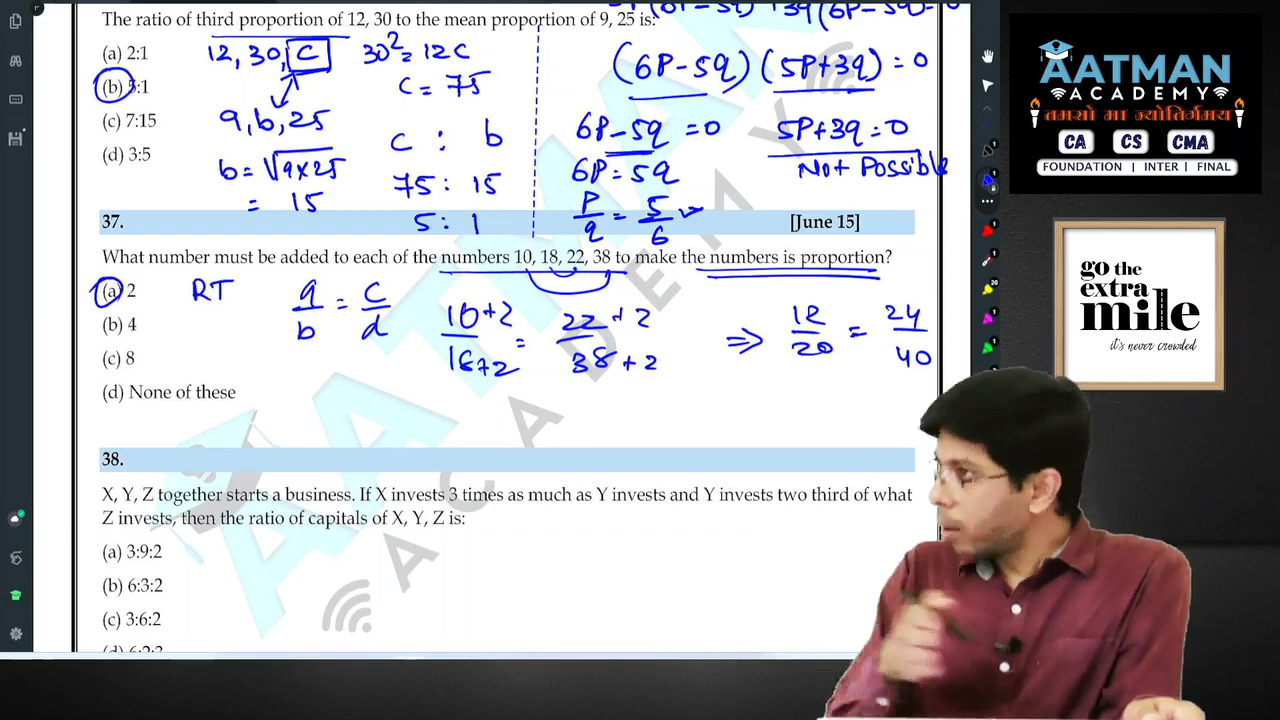 The ratio of third proportion of 12, 30 to the mean proportion of 9, 25 is:
(a) 2:1
(b) 5:1
(c) 7:15
(d) 3:5
12, 30, C
30² = 12C
C = 75
9, b, 25
b = √9×25
= 15
C : b
75 : 15
5 : 1
(6P-5q) (5P+3q) = 0
6P-5q = 0
5P+3q = 0
Not Possible
6P = 5q
P/q = 5/6
37. [June 15]
What number must be added to each of the numbers 10, 18, 22, 38 to make the numbers is proportion?
(a) 2
(b) 4
(c) 8
(d) None of these
RT
a/b = c/d
10+2/18+2 = 22+2/38+2
⇒ 12/20 = 24/40
38.
X, Y, Z together starts a business. If X invests 3 times as much as Y invests and Y invests two third of what
Z invests, then the ratio of capitals of X, Y, Z is:
(a) 3:9:2
(b) 6:3:2
(c) 3:6:2
AATMAN
ACADEMY
तमसो मा ज्योतिर्गमय
CA CS CMA
FOUNDATION | INTER | FINAL
go the
extra
mile
it's never crowded